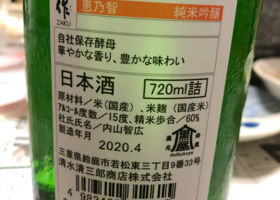 作
ZAKU
恵乃智
純米吟醸
自社保存酵母
華やかな香り、豊かな味わい
日本酒
720ml詰
原材料／米（国産）、米麹（国産米）
アルコール度数／15度、精米歩合／60%
杜氏氏名／内山智広
製造年月
2020.4
三重県鈴鹿市若松東三丁目9番33号
清水清三郎商店株式会社